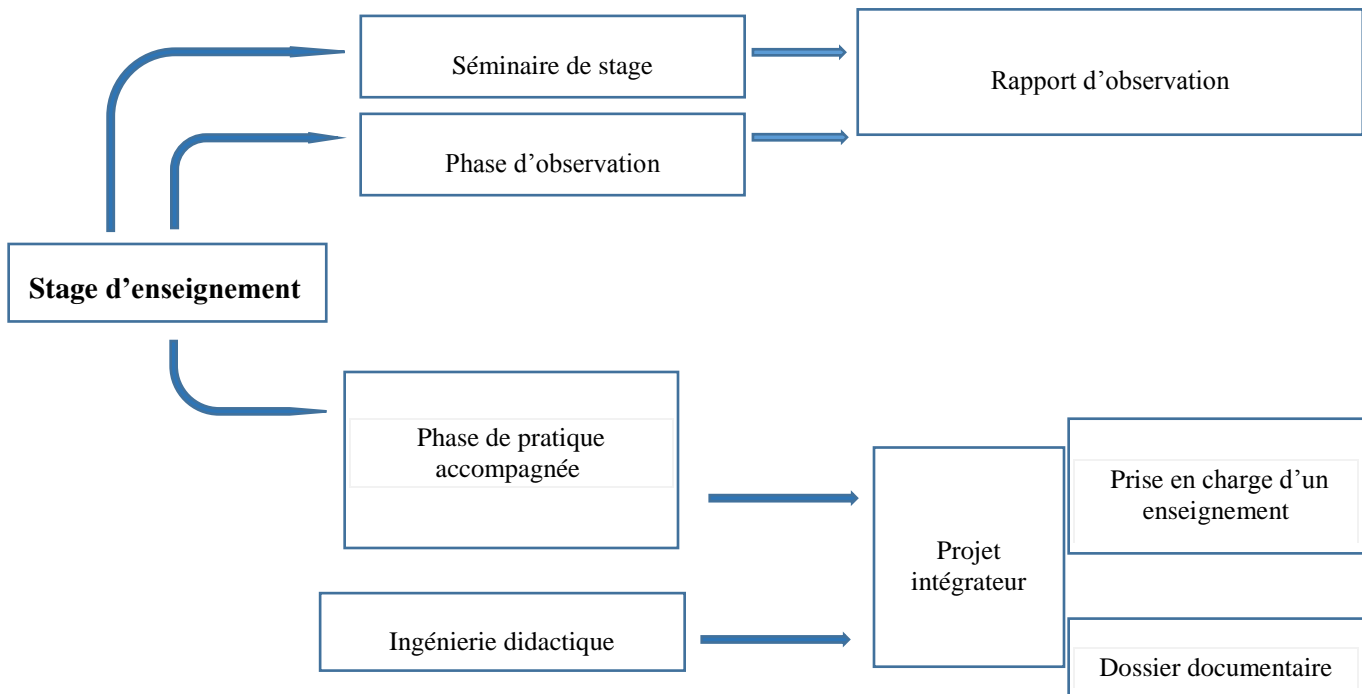 Séminaire de stage
Rapport d’observation
Phase d’observation
Stage d’enseignement
Phase de pratique
accompagnée
Prise en charge d’un
enseignement
Projet
intégrateur
Ingénierie didactique
Dossier documentaire